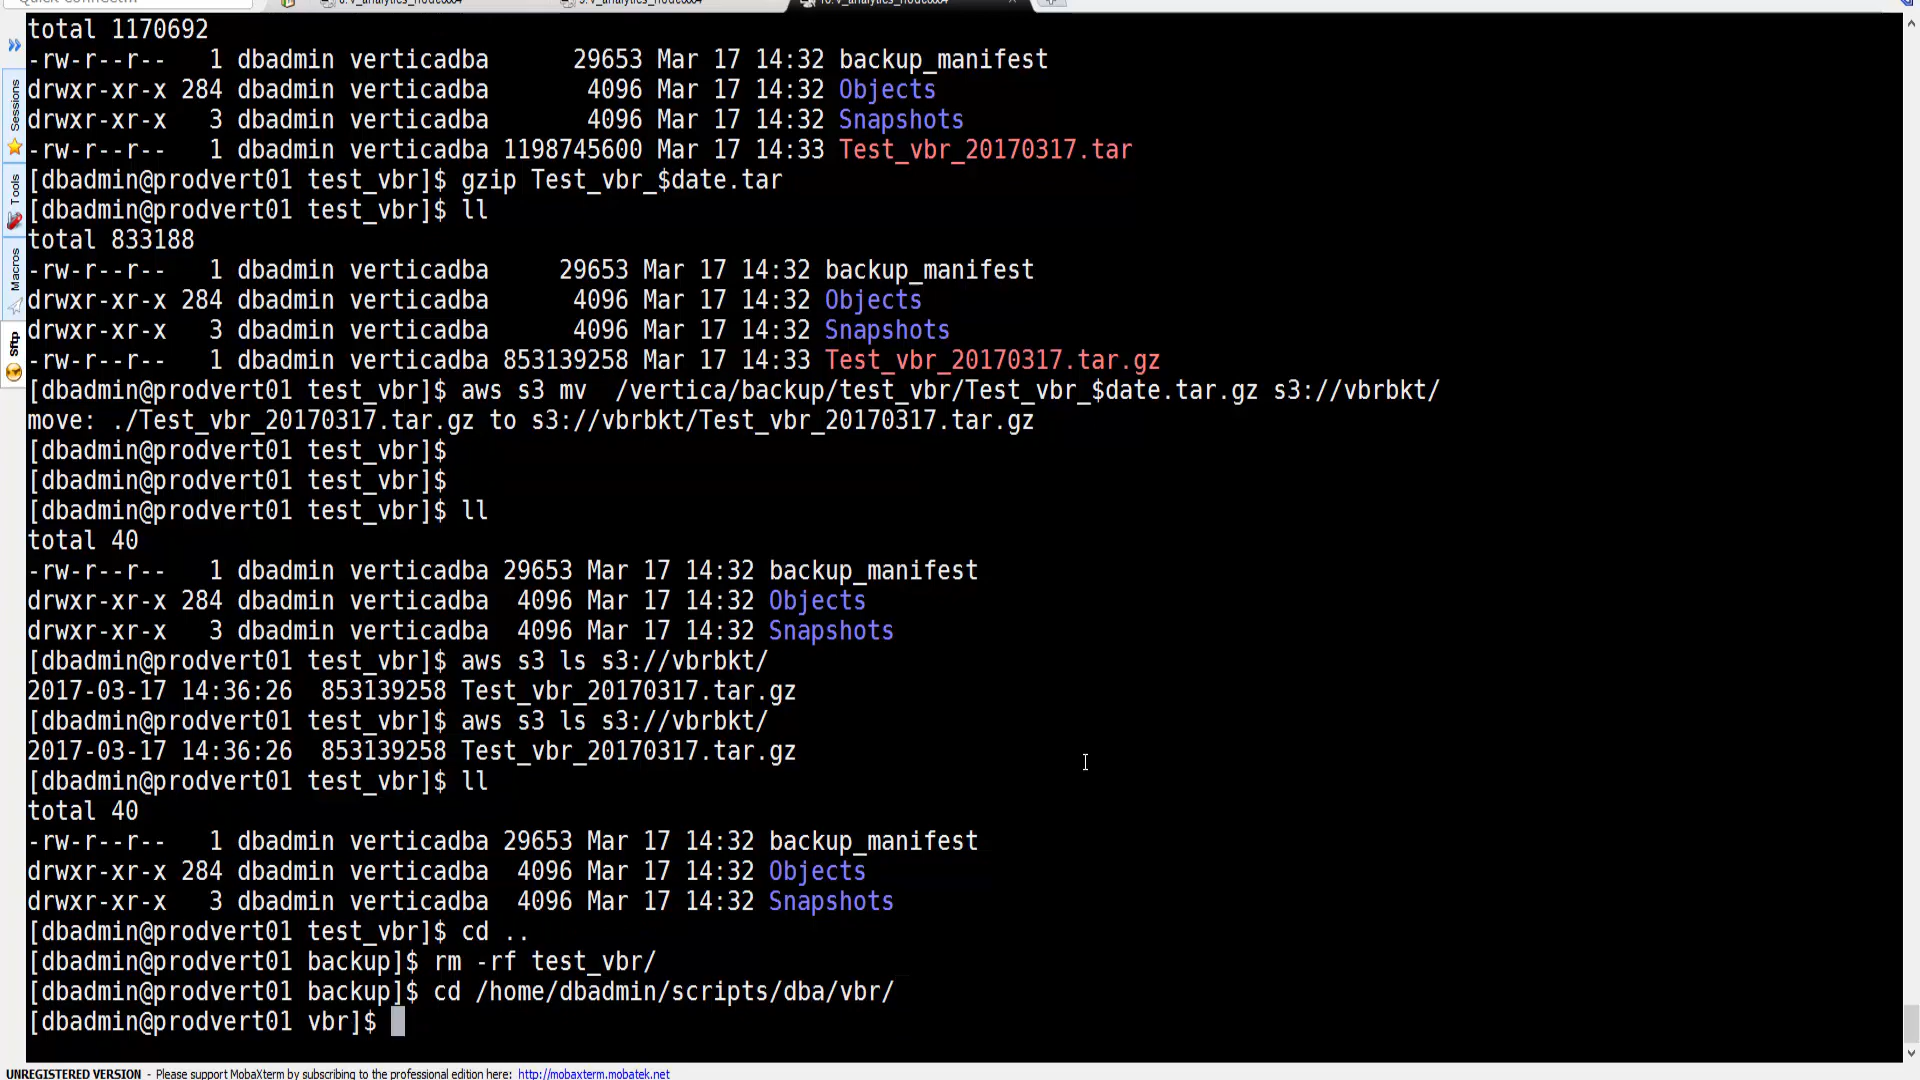 total 1170692
-rw-r--r--   1 dbadmin verticadba      29653 Mar 17 14:32 backup_manifest
drwxr-xr-x 284 dbadmin verticadba       4096 Mar 17 14:32 Objects
drwxr-xr-x   3 dbadmin verticadba       4096 Mar 17 14:32 Snapshots
-rw-r--r--   1 dbadmin verticadba 1198745600 Mar 17 14:33 Test_vbr_20170317.tar
[dbadmin@prodvert01 test_vbr]$ gzip Test_vbr_$date.tar
[dbadmin@prodvert01 test_vbr]$ ll
total 833188
-rw-r--r--   1 dbadmin verticadba     29653 Mar 17 14:32 backup_manifest
drwxr-xr-x 284 dbadmin verticadba      4096 Mar 17 14:32 Objects
drwxr-xr-x   3 dbadmin verticadba      4096 Mar 17 14:32 Snapshots
-rw-r--r--   1 dbadmin verticadba 853139258 Mar 17 14:33 Test_vbr_20170317.tar.gz
[dbadmin@prodvert01 test_vbr]$ aws s3 mv  /vertica/backup/test_vbr/Test_vbr_$date.tar.gz s3://vbrbkt/
move: ./Test_vbr_20170317.tar.gz to s3://vbrbkt/Test_vbr_20170317.tar.gz
[dbadmin@prodvert01 test_vbr]$
[dbadmin@prodvert01 test_vbr]$
[dbadmin@prodvert01 test_vbr]$ ll
total 40
-rw-r--r--   1 dbadmin verticadba 29653 Mar 17 14:32 backup_manifest
drwxr-xr-x 284 dbadmin verticadba  4096 Mar 17 14:32 Objects
drwxr-xr-x   3 dbadmin verticadba  4096 Mar 17 14:32 Snapshots
[dbadmin@prodvert01 test_vbr]$ aws s3 ls s3://vbrbkt/
2017-03-17 14:36:26  853139258 Test_vbr_20170317.tar.gz
[dbadmin@prodvert01 test_vbr]$ aws s3 ls s3://vbrbkt/
2017-03-17 14:36:26  853139258 Test_vbr_20170317.tar.gz
[dbadmin@prodvert01 test_vbr]$ ll
total 40
-rw-r--r--   1 dbadmin verticadba 29653 Mar 17 14:32 backup_manifest
drwxr-xr-x 284 dbadmin verticadba  4096 Mar 17 14:32 Objects
drwxr-xr-x   3 dbadmin verticadba  4096 Mar 17 14:32 Snapshots
[dbadmin@prodvert01 test_vbr]$ cd ..
[dbadmin@prodvert01 backup]$ rm -rf test_vbr/
[dbadmin@prodvert01 backup]$ cd /home/dbadmin/scripts/dba/vbr/
[dbadmin@prodvert01 vbr]$
Sessions
Tools
Macros
Sftp
UNREGISTERED VERSION - Please support MobaXterm by subscribing to the professional edition here: http://mobaxterm.mobatek.net